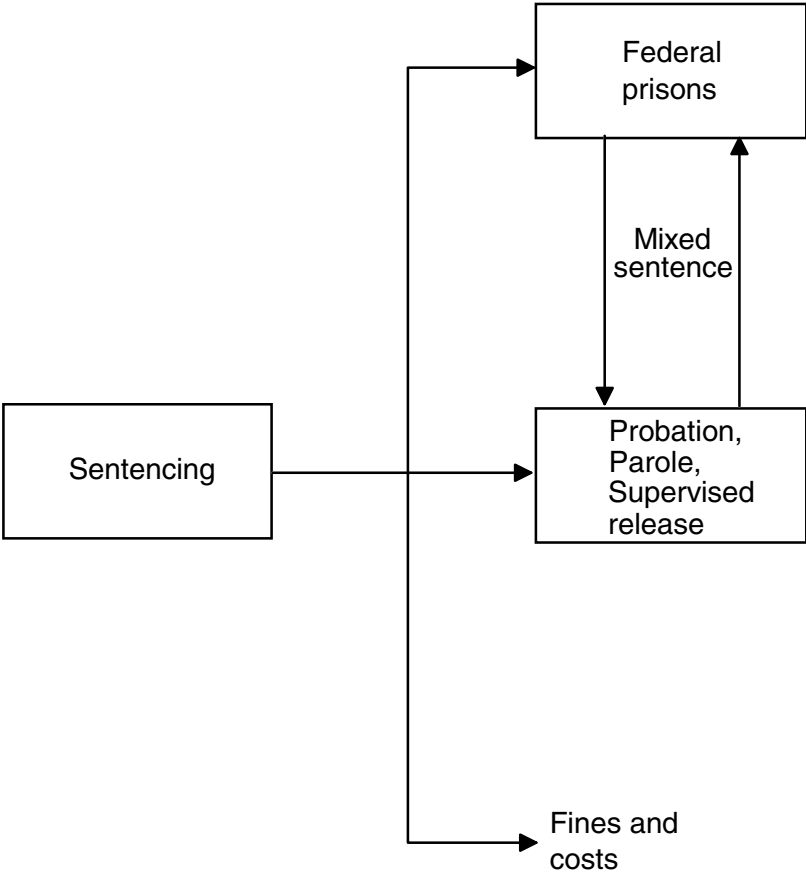 Federal
prisons
Mixed
sentence
Sentencing
Probation,
Parole,
Supervised
release
Fines and
costs